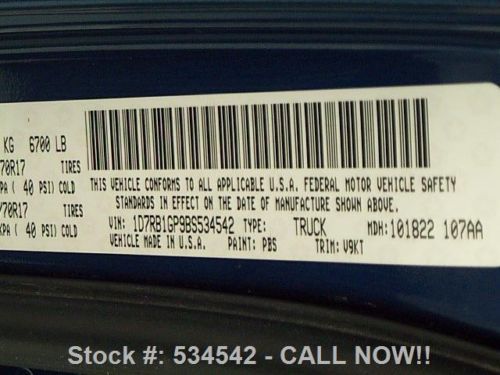 KG 6700 LB
70R17 TIRES
PA ( 40 PSI) COLD
/70R17 TIRES
KPA ( 40 PSI) COLD
THIS VEHICLE CONFORMS TO ALL APPLICABLE U.S.A. FEDERAL MOTOR VEHICLE SAFETY
STANDARDS IN EFFECT ON THE DATE OF MANUFACTURE SHOWN ABOVE.
VIN: 1D7RB1GP9BS534542 TYPE: TRUCK MDH: 101822 107AA
VEHICLE MADE IN U.S.A. PAINT: PBS TRIM: V9KT
Stock #: 534542 - CALL NOW!!